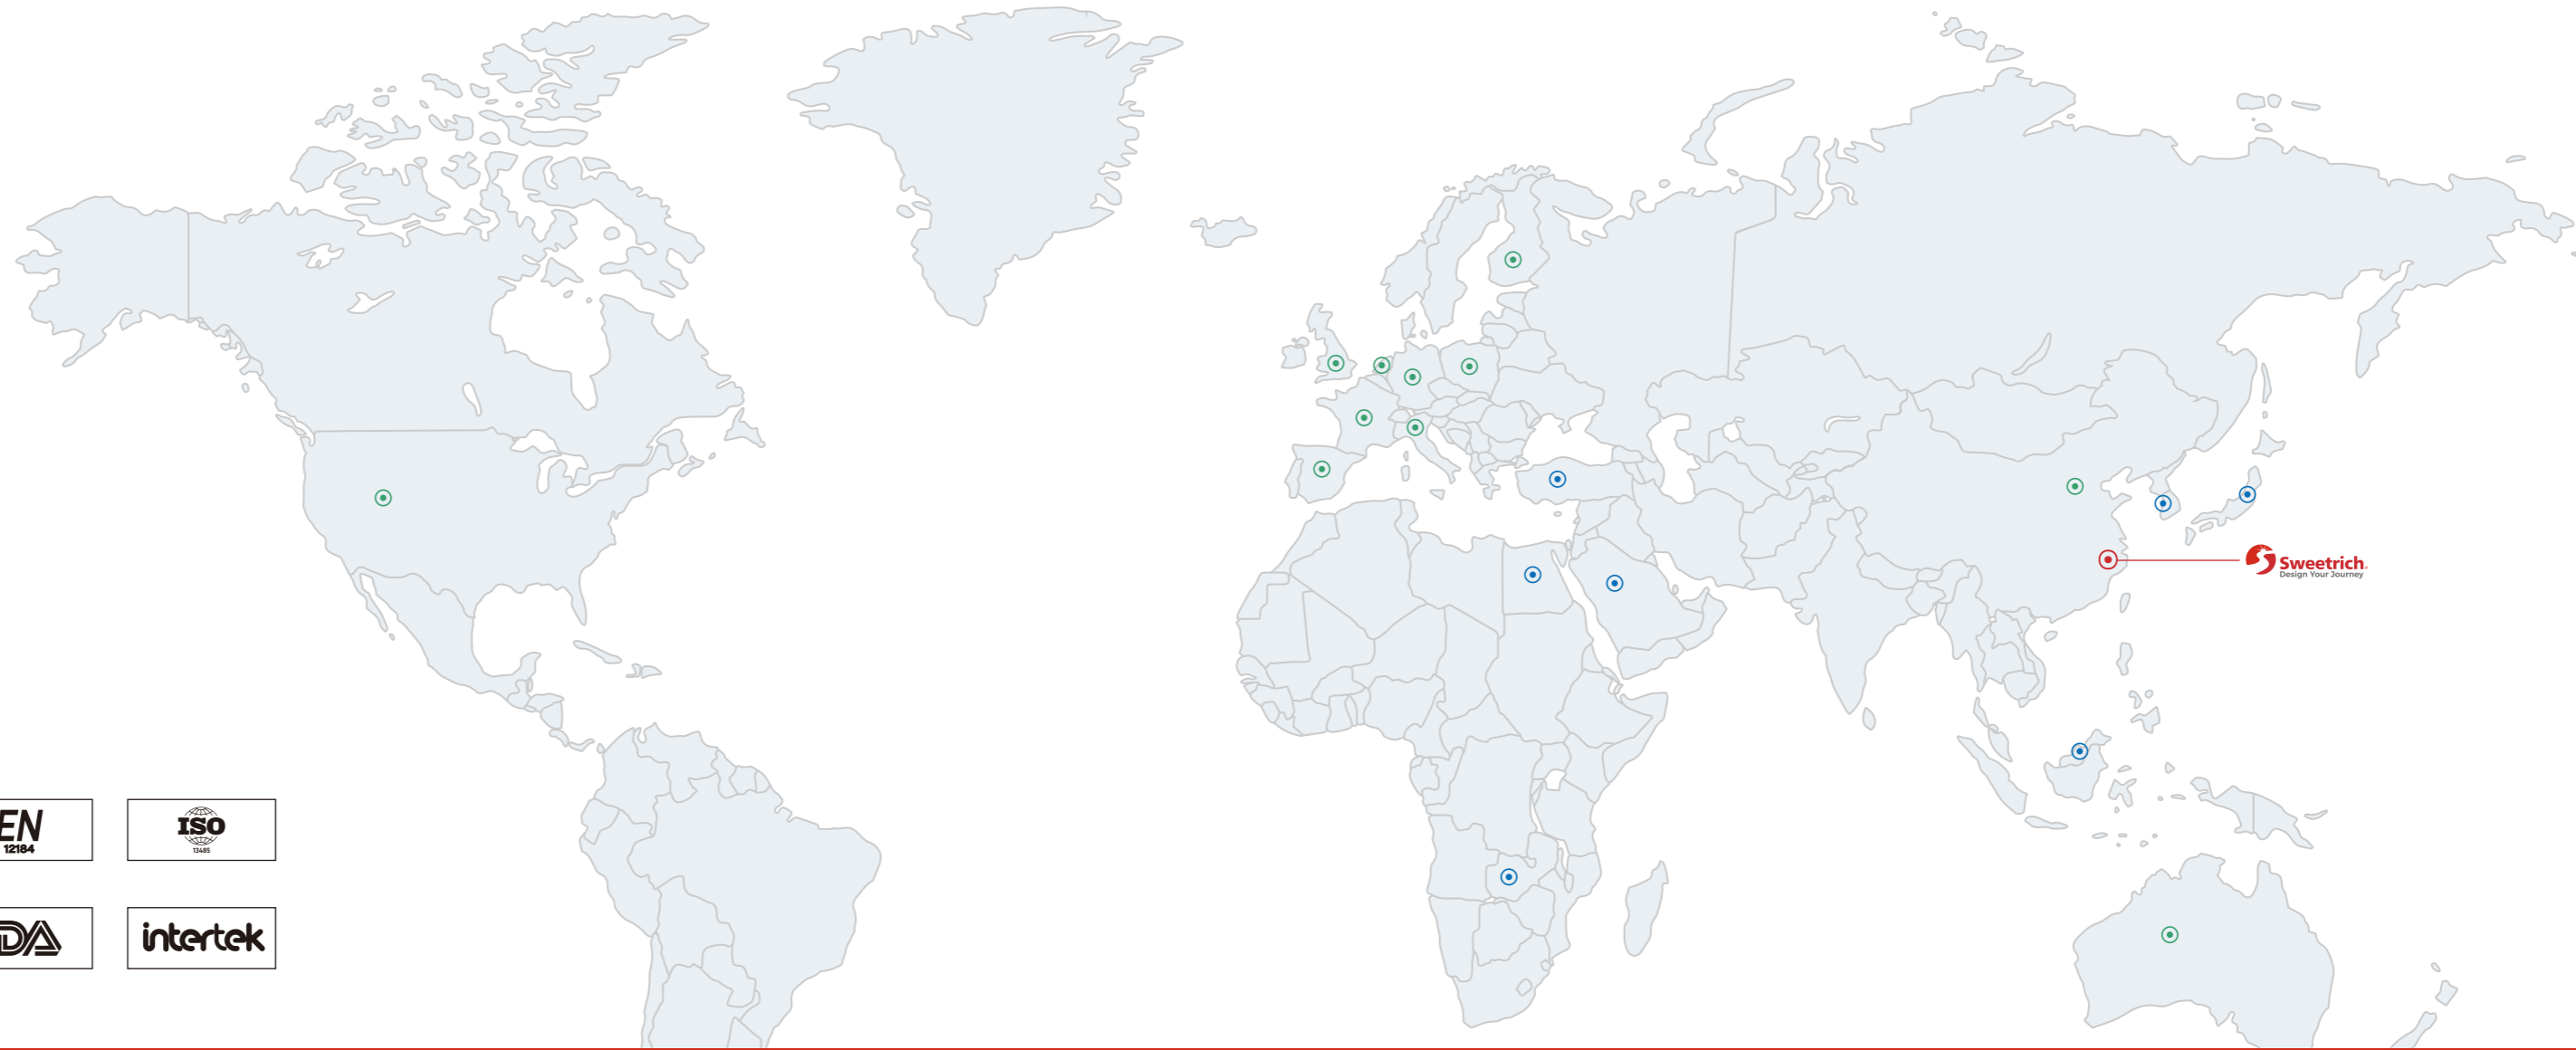 Sweetrich
Design Your Journey
EN
12184
ISO
13485
DA
intertek